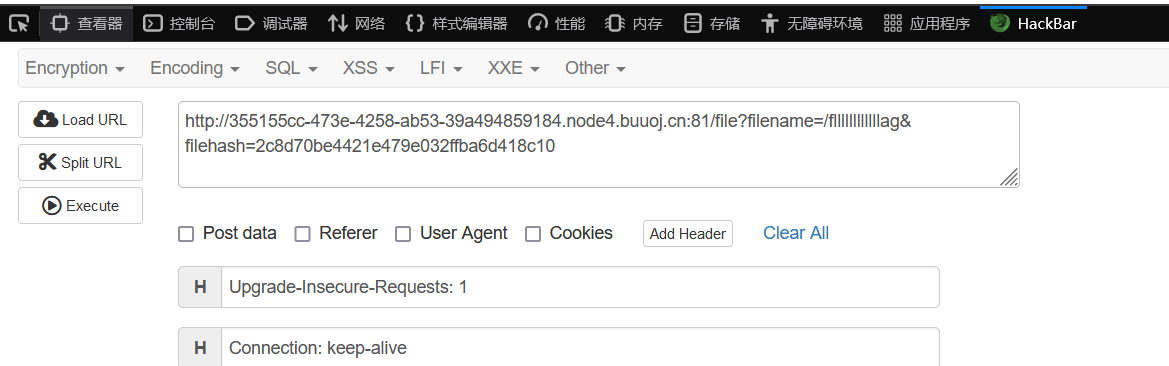 查看器 控制台 调试器 网络 样式编辑器 性能 内存 存储 无障碍环境 应用程序 HackBar
Encryption Encoding SQL XSS LFI XXE Other
Load URL
Split URL
Execute
http://355155cc-473e-4258-ab53-39a494859184.node4.buuoj.cn:81/file?filename=/fllllllllllllag&
filehash=2c8d70be4421e479e032ffba6d418c10
Post data Referer User Agent Cookies Add Header Clear All
H Upgrade-Insecure-Requests: 1
H Connection: keep-alive